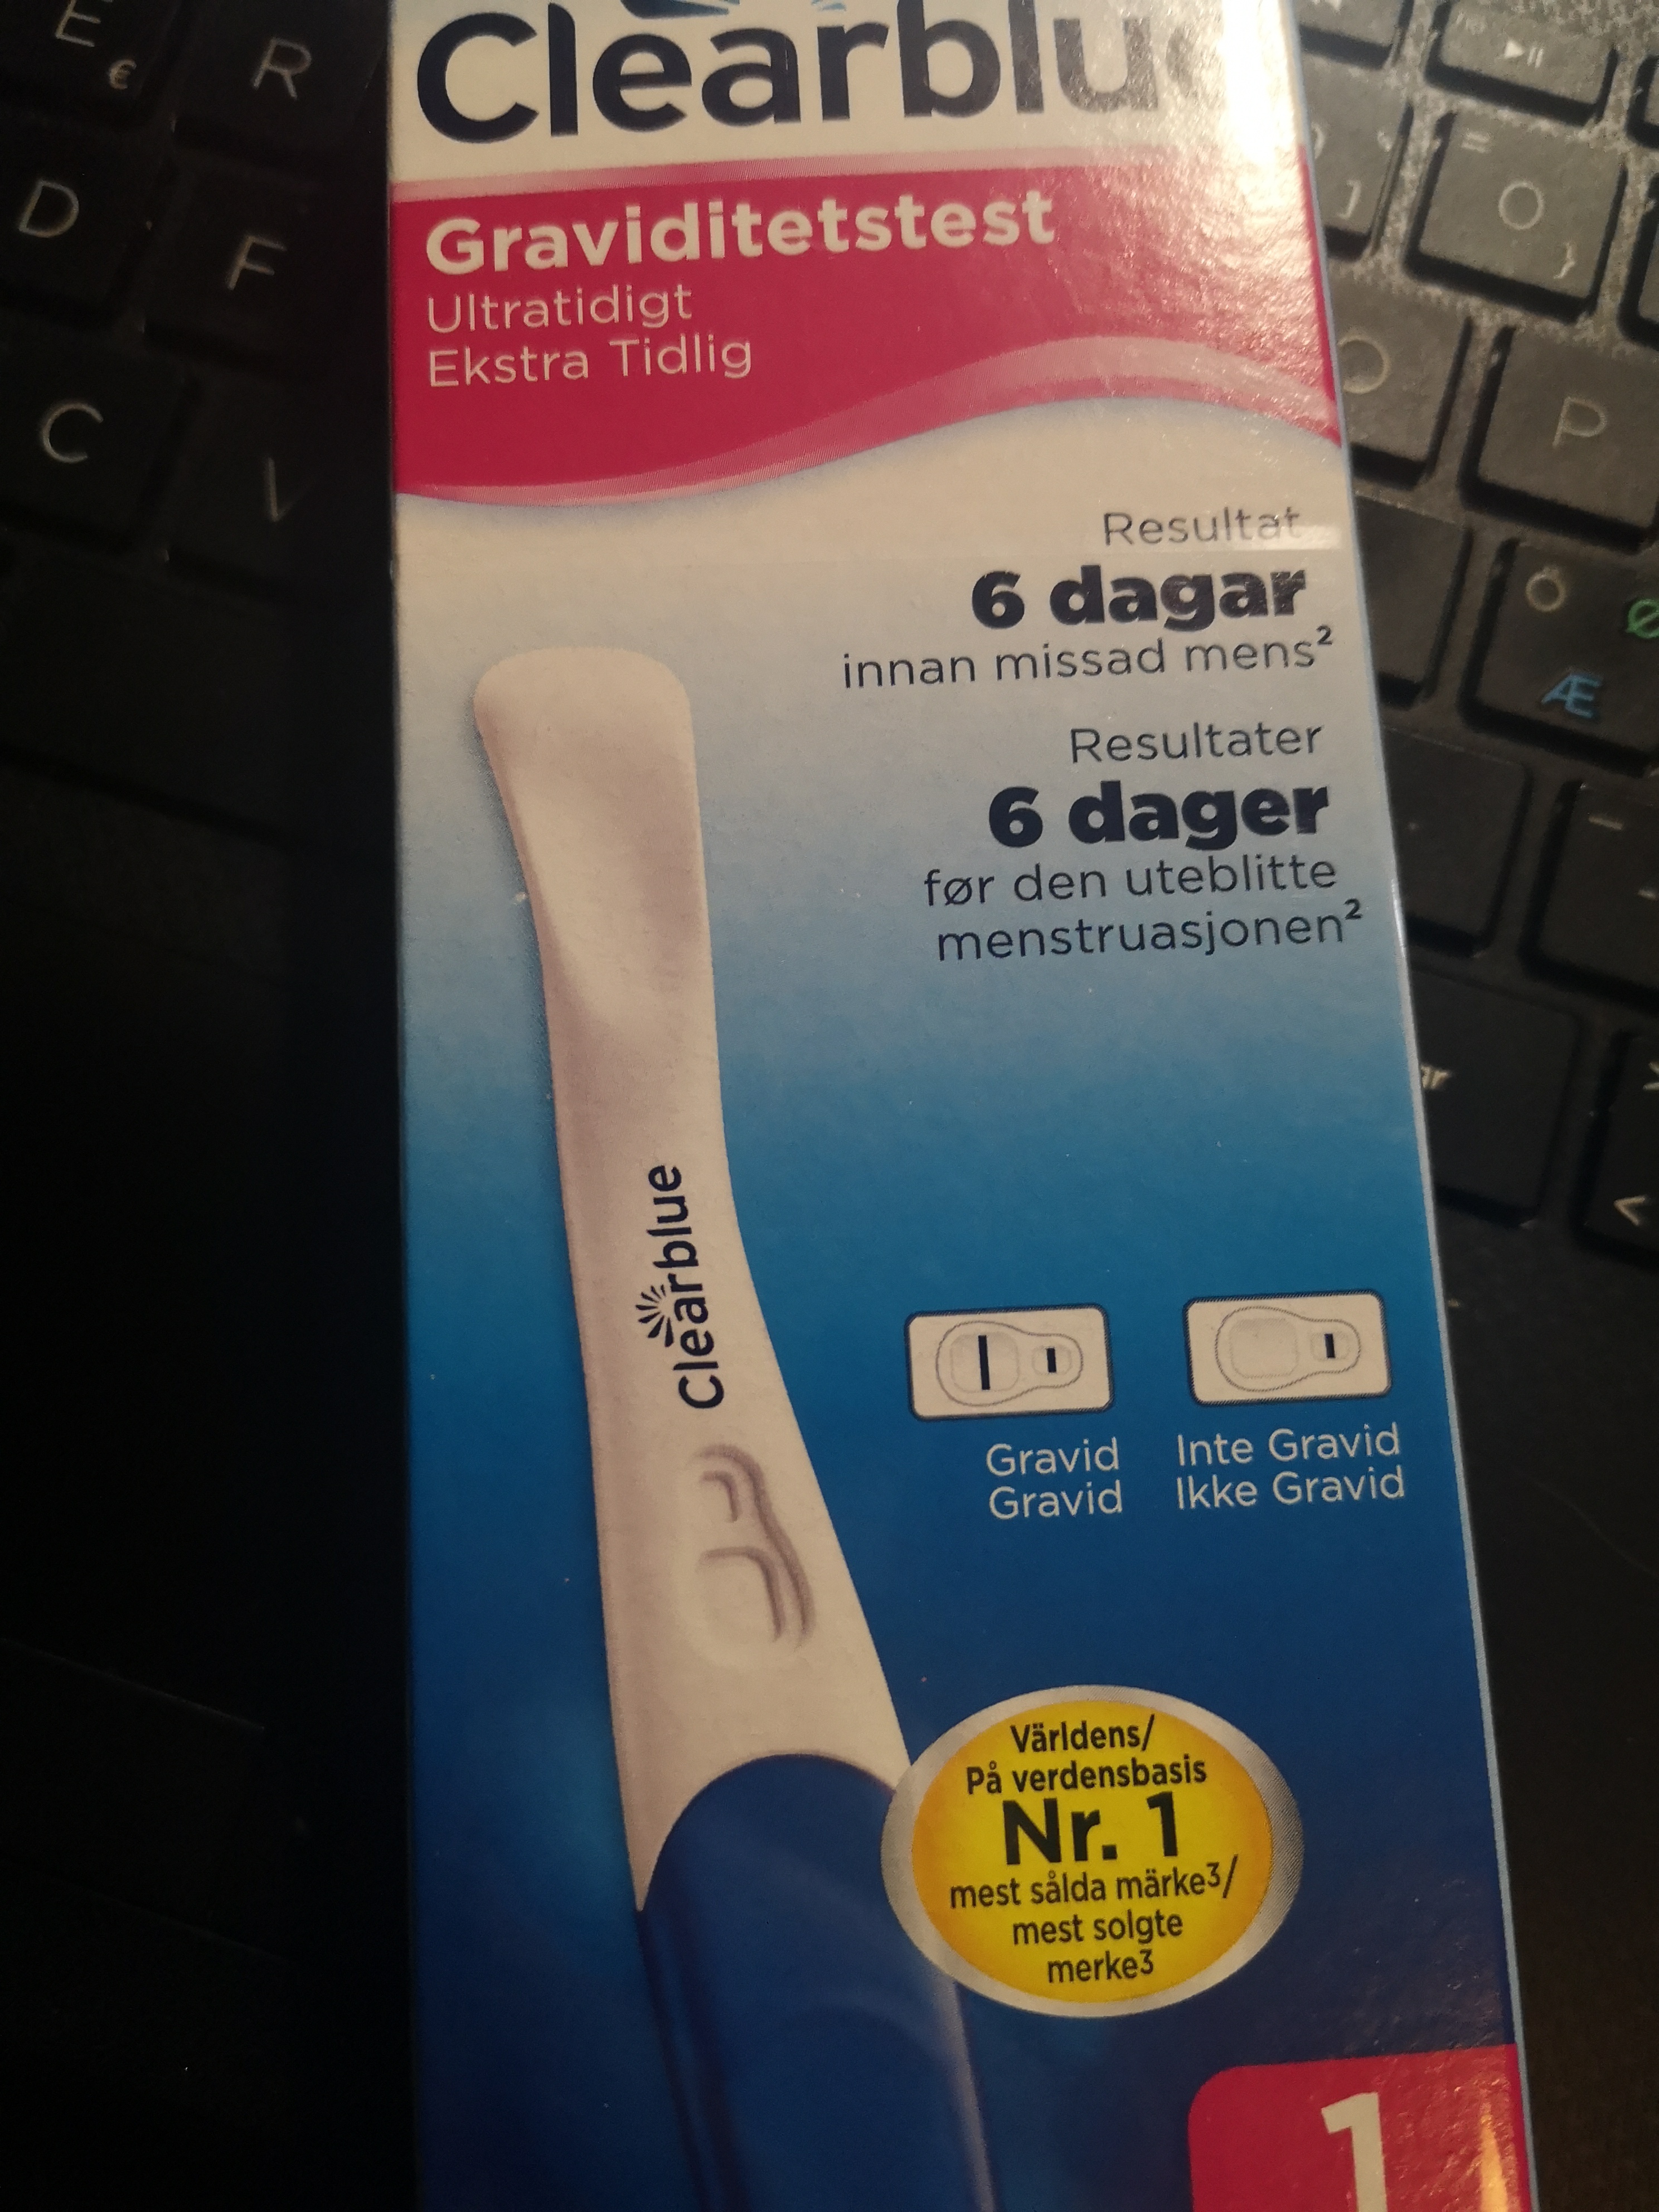 Clearblue
Graviditetstest
Ultratidigt
Ekstra Tidlig
Resultat
6 dagar
innan missad mens²
Resultater
6 dager
før den uteblitte
menstruasjonen²
Clearblue
Gravid
Gravid
Inte Gravid
Ikke Gravid
Världens/
På verdensbasis
Nr. 1
mest sålda märke³/
mest solgte
merke³
1
E €
R
D
F
C
V
= O }
P
Ö Ø
Æ